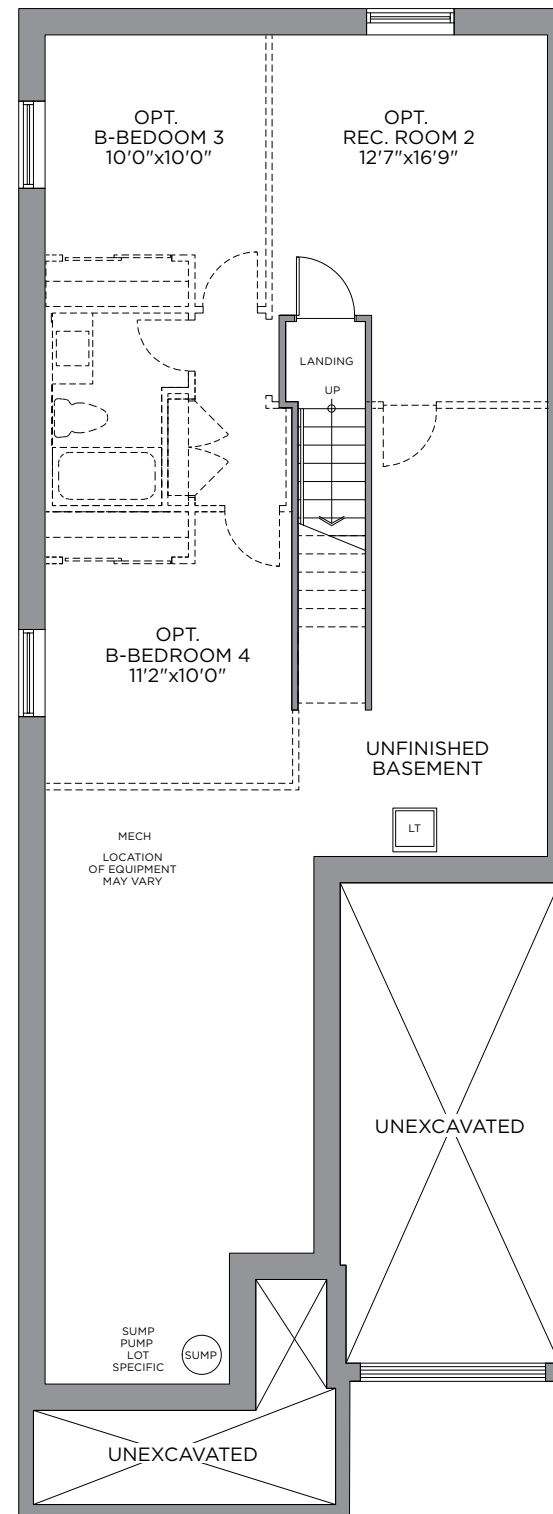 OPT.
B-BEDOOM 3
10'0"x10'0"
OPT.
REC. ROOM 2
12'7"x16'9"
LANDING
UP
OPT.
B-BEDROOM 4
11'2"x10'0"
UNFINISHED
BASEMENT
LT
MECH
LOCATION
OF EQUIPMENT
MAY VARY
UNEXCAVATED
SUMP
PUMP
LOT
SPECIFIC
SUMP
UNEXCAVATED